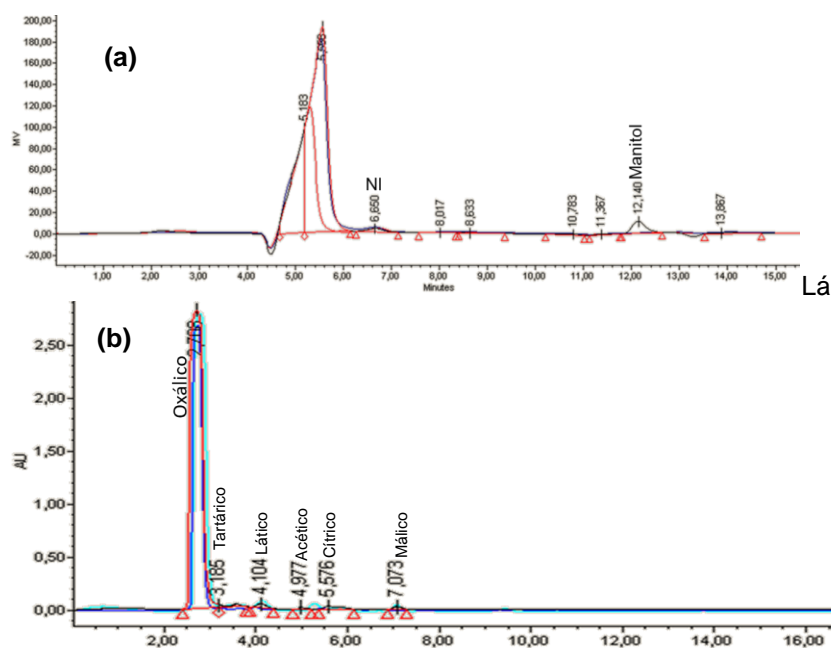 (a)
200,00
180,00
160,00
140,00
120,00
100,00
80,00
60,00
40,00
20,00
0,00
-20,00
MV
5,183
NI
6,650
8,017
8,633
10,783
11,367
12,140 Manitol
13,867
1,00 2,00 3,00 4,00 5,00 6,00 7,00 8,00 9,00 10,00 11,00 12,00 13,00 14,00 15,00
Minutes
Lá
(b)
2,50
2,00
1,50
1,00
0,50
0,00
AU
Oxálico
3,185 Tartárico
4,104 Lático
4,977 Acético
5,576 Cítrico
7,073 Málico
2,00 4,00 6,00 8,00 10,00 12,00 14,00 16,00